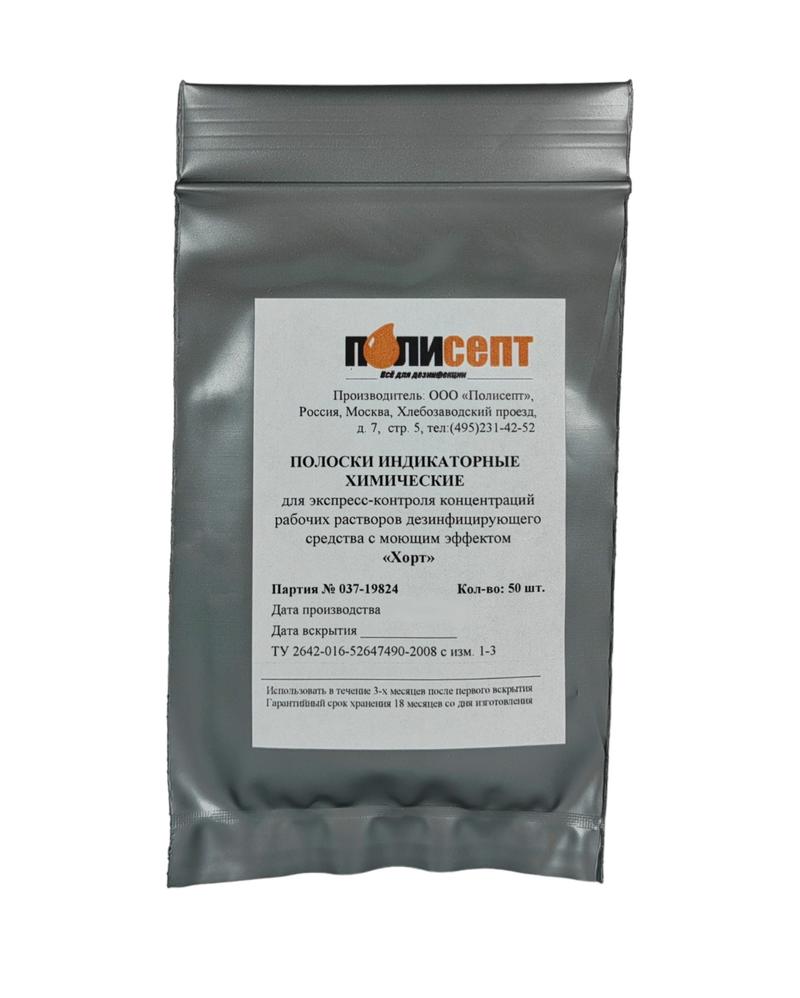 ПОЛИСЕПТ
Всё для дезинфекции
Производитель: ООО «Полисепт»,
Россия, Москва, Хлебозаводский проезд,
д. 7, стр. 5, тел:(495)231-42-52
ПОЛОСКИ ИНДИКАТОРНЫЕ
ХИМИЧЕСКИЕ
для экспресс-контроля концентраций
рабочих растворов дезинфицирующего
средства с моющим эффектом
«Хорт»
Партия № 037-19824 Кол-во: 50 шт.
Дата производства
Дата вскрытия ______________
ТУ 2642-016-52647490-2008 с изм. 1-3
Использовать в течение 3-х месяцев после первого вскрытия
Гарантийный срок хранения 18 месяцев со дня изготовления